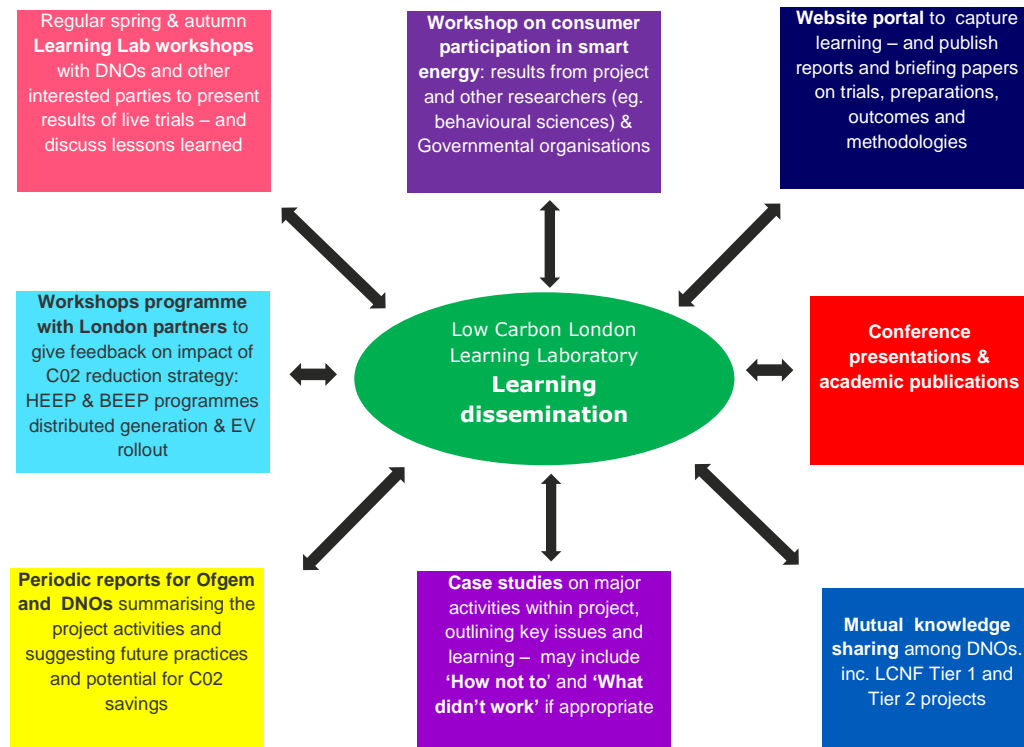 Regular spring & autumn
Learning Lab workshops
with DNOs and other
interested parties to present
results of live trials – and
discuss lessons learned
Workshop on consumer
participation in smart
energy: results from project
and other researchers (eg.
behavioural sciences) &
Governmental organisations
Website portal to capture
learning – and publish
reports and briefing papers
on trials, preparations,
outcomes and
methodologies
Workshops programme
with London partners to
give feedback on impact of
C02 reduction strategy:
HEEP & BEEP programmes
distributed generation & EV
rollout
Low Carbon London
Learning Laboratory
Learning
dissemination
Conference
presentations &
academic publications
Periodic reports for Ofgem
and DNOs summarising the
project activities and
suggesting future practices
and potential for C02
savings
Case studies on major
activities within project,
outlining key issues and
learning – may include
‘How not to’ and ‘What
didn’t work’ if appropriate
Mutual knowledge
sharing among DNOs.
inc. LCNF Tier 1 and
Tier 2 projects